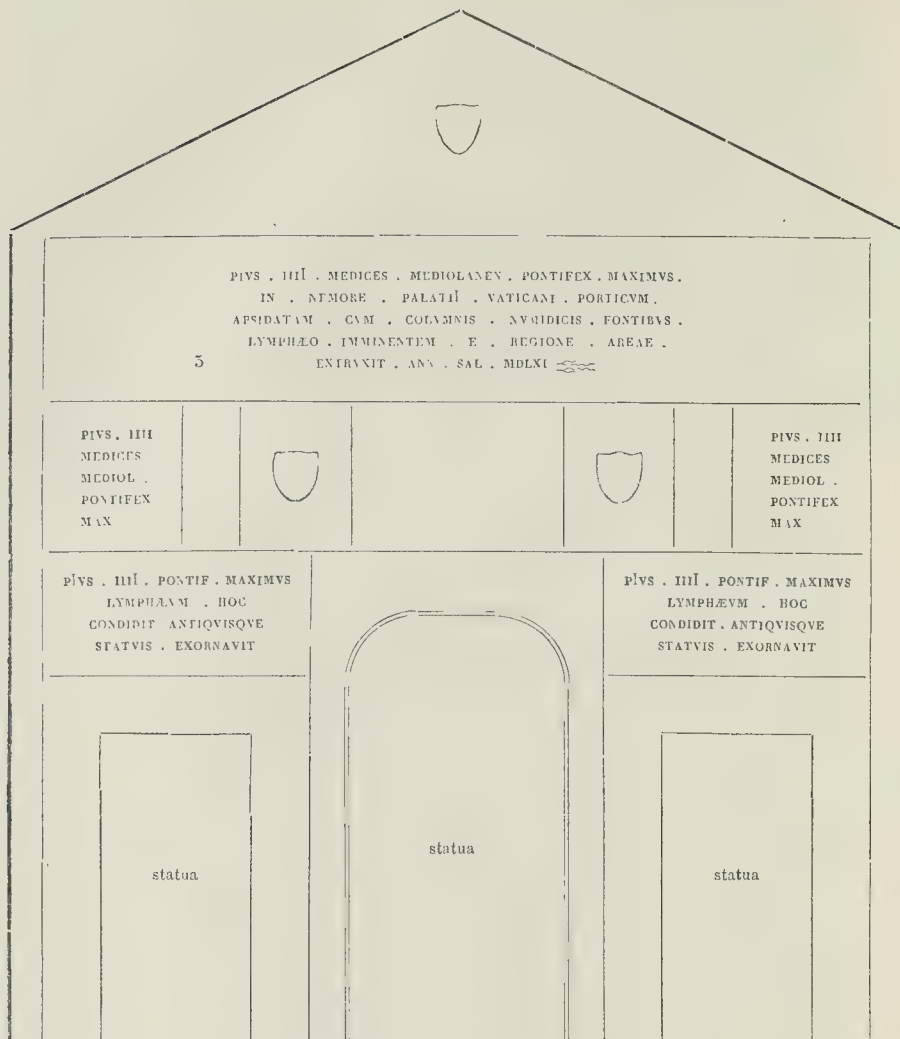 PIVS . IIII . MEDICES . MEDIOLANEN . PONTIFEX . MAXIMVS .
IN . NEMORE . PALATII . VATICANI . PORTICVM .
APSIDATAM . CVM . COLVMNIS . NVMIDICIS . FONTIBVS .
LYMPHÆO . IMMINENTEM . E . REGIONE . AREAE .
3 EXTRVXIT . ANN . SAL . MDLXI
PIVS . IIII
MEDICES
MEDIOL .
PONTIFEX
MAX
PIVS . IIII
MEDICES
MEDIOL .
PONTIFEX
MAX
PIVS . IIII . PONTIF . MAXIMVS
LYMPHÆVM . HOC
CONDIDIT ANTIQVISQVE
STATVIS . EXORNAVIT
PIVS . IIII . PONTIF . MAXIMVS
LYMPHÆVM . HOC
CONDIDIT . ANTIQVISQVE
STATVIS . EXORNAVIT
statua
statua
statua